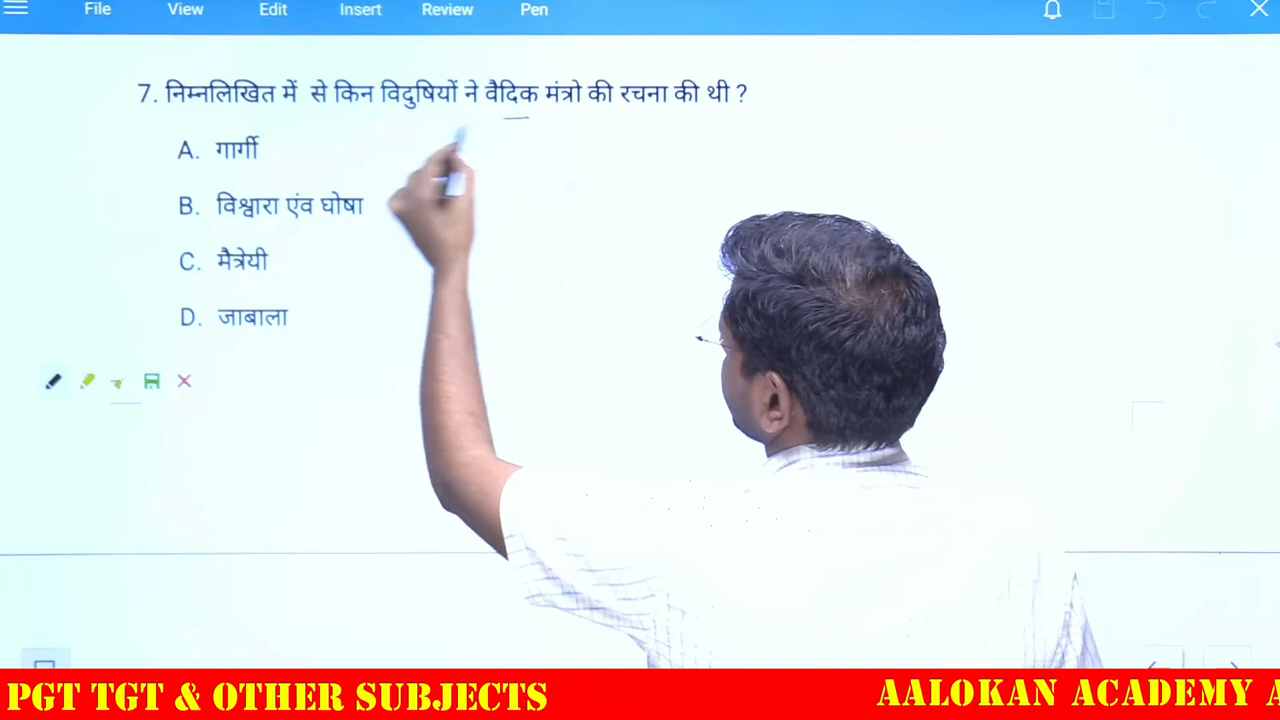 File View Edit Insert Review Pen
7. निम्नलिखित में से किन विदुषियों ने वैदिक मंत्रो की रचना की थी ?
A. गार्गी
B. विश्वारा एंव घोषा
C. मैत्रेयी
D. जाबाला
PGT TGT & OTHER SUBJECTS
AALOKAN ACADEMY A